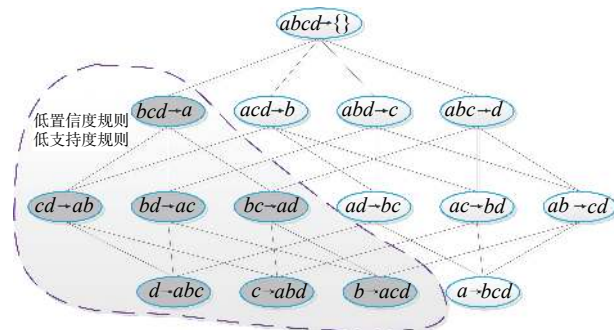 abcd→{}
低置信度规则
低支持度规则
bcd→a
acd→b
abd→c
abc→d
cd→ab
bd→ac
bc→ad
ad→bc
ac→bd
ab→cd
d→abc
c→abd
b→acd
a→bcd